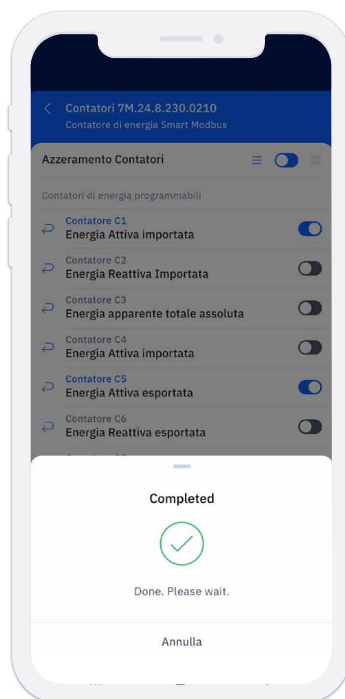 Contatori 7M.24.8.230.0210
Contatore di energia Smart Modbus
Azzeramento Contatori
Contatori di energia programmabili
Contatore C1
Energia Attiva importata
Contatore C2
Energia Reattiva Importata
Contatore C3
Energia apparente totale assoluta
Contatore C4
Energia Attiva importata
Contatore C5
Energia Attiva esportata
Contatore C6
Energia Reattiva esportata
Completed
Done. Please wait.
Annulla